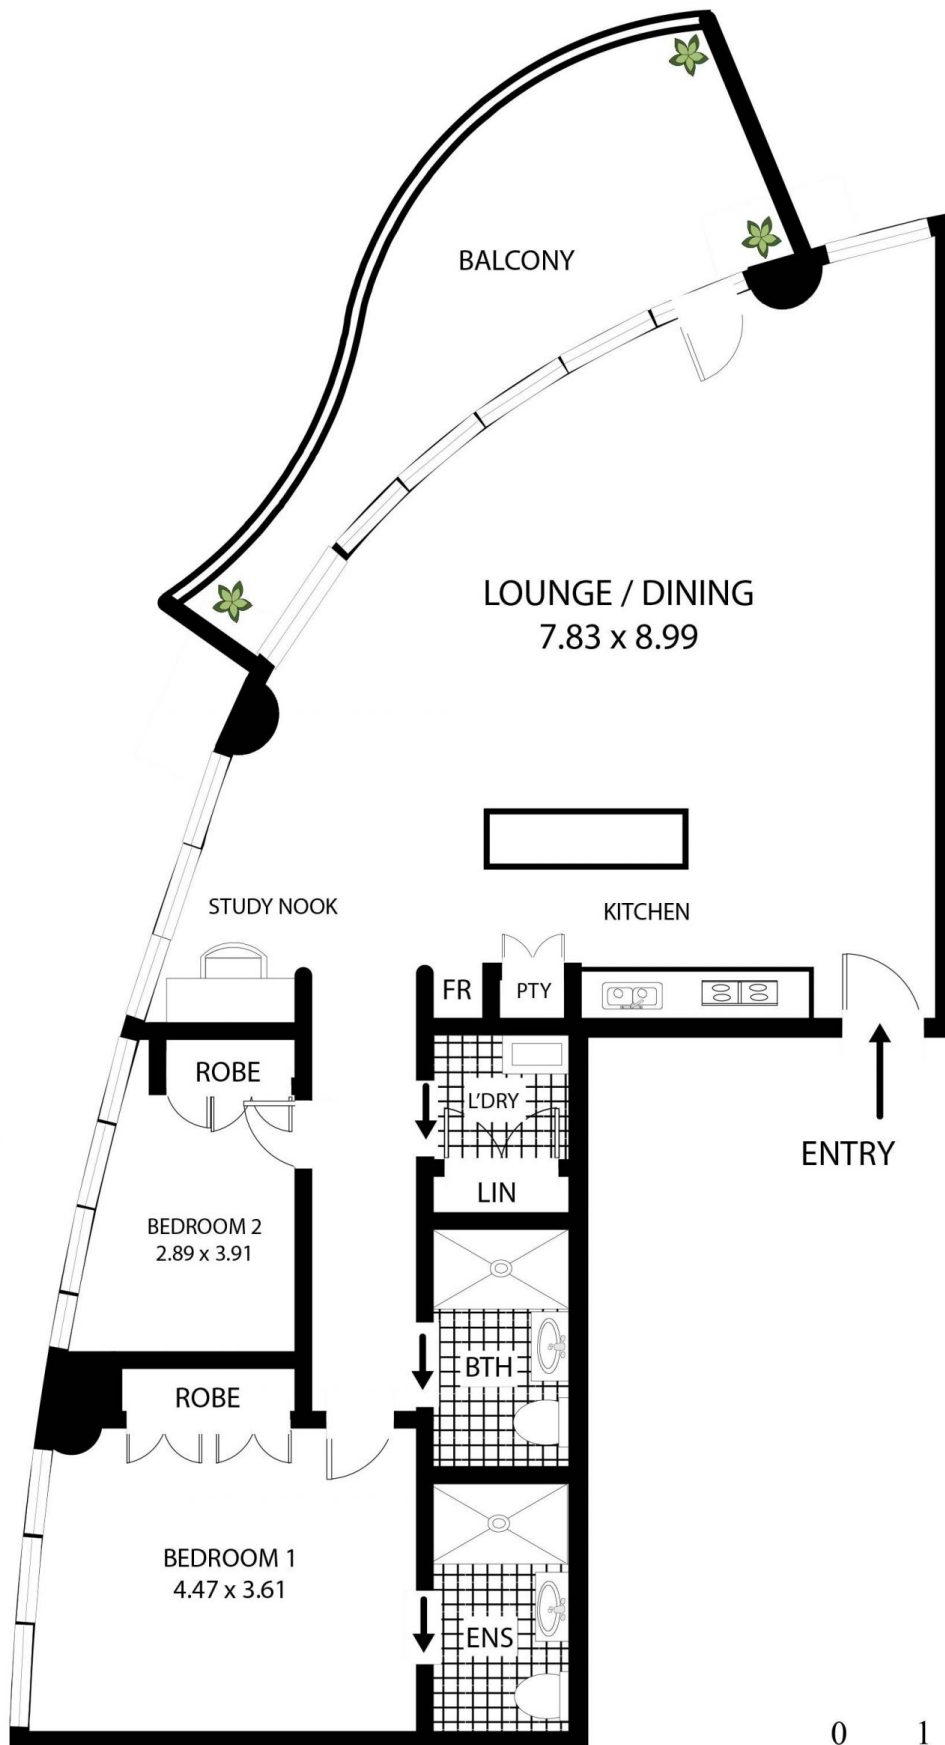 BALCONY
LOUNGE / DINING
7.83 x 8.99
STUDY NOOK
KITCHEN
FR
PTY
ROBE
L'DRY
ENTRY
LIN
BEDROOM 2
2.89 x 3.91
BTH
ROBE
BEDROOM 1
4.47 x 3.61
ENS
0 1